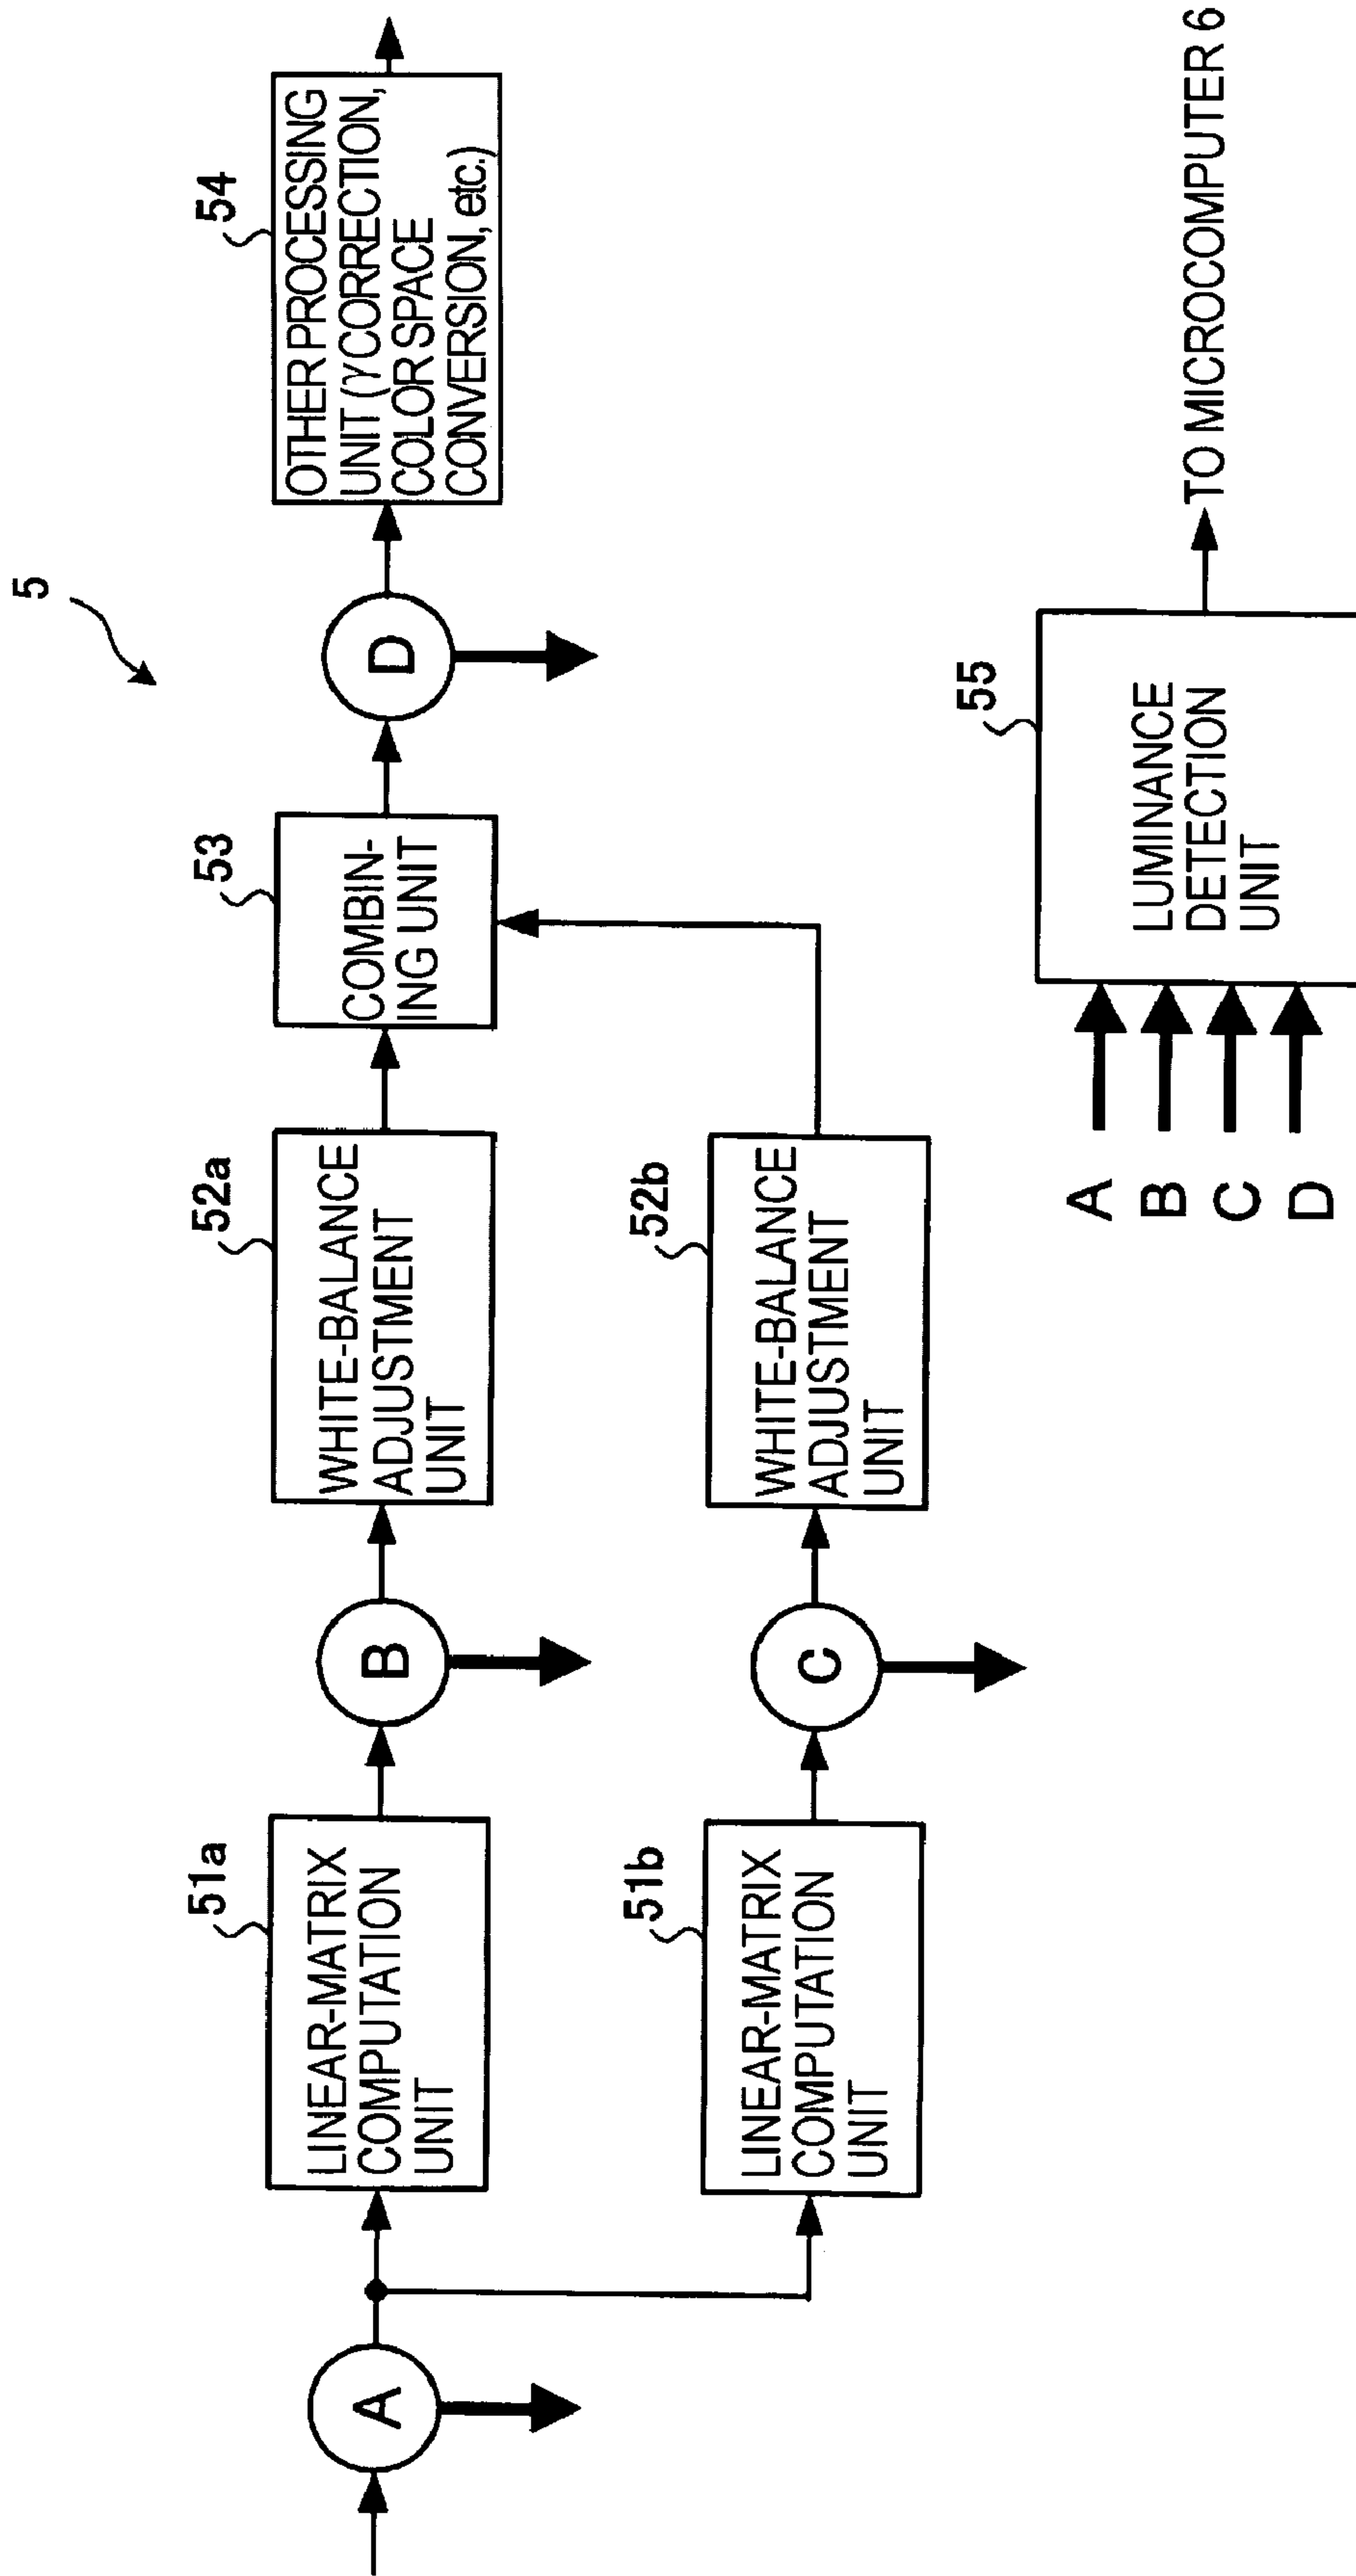 5
A
51a
LINEAR-MATRIX
COMPUTATION
UNIT
B
52a
WHITE-BALANCE
ADJUSTMENT
UNIT
53
COMBIN-
ING UNIT
D
54
OTHER PROCESSING
UNIT (γ CORRECTION,
COLOR SPACE
CONVERSION, etc.)
51b
LINEAR-MATRIX
COMPUTATION
UNIT
C
52b
WHITE-BALANCE
ADJUSTMENT
UNIT
A
B
C
D
55
LUMINANCE
DETECTION
UNIT
TO MICROCOMPUTER 6